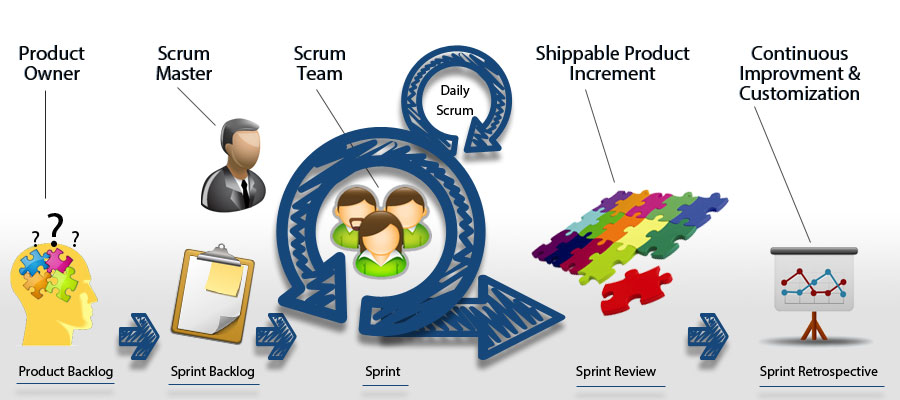 Product
Owner
Scrum
Master
Scrum
Team
Daily
Scrum
Shippable Product
Increment
Continuous
Improvment &
Customization
? ? ?
Product Backlog
Sprint Backlog
Sprint
Sprint Review
Sprint Retrospective